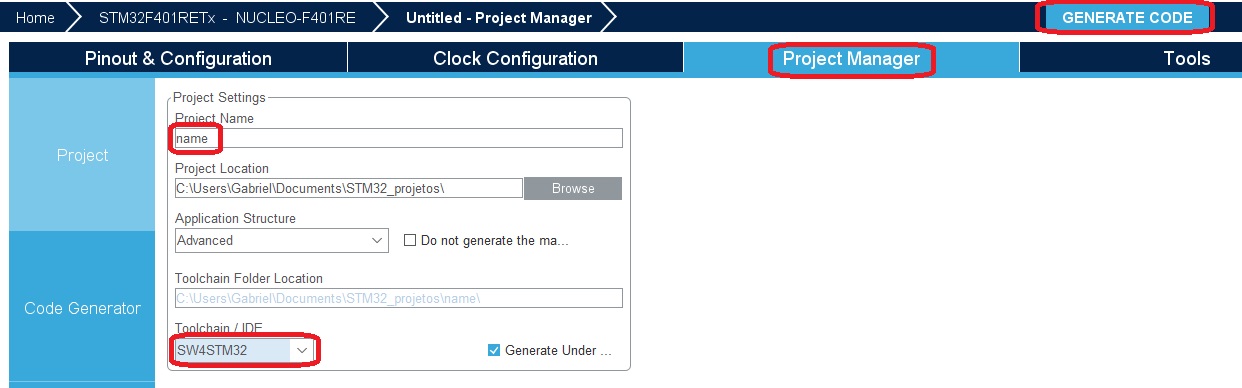 Home STM32F401RETx - NUCLEO-F401RE Untitled - Project Manager GENERATE CODE
Pinout & Configuration Clock Configuration Project Manager Tools
Project
Code Generator
Project Settings
Project Name
name
Project Location
C:\Users\Gabriel\Documents\STM32_projetos\ Browse
Application Structure
Advanced Do not generate the ma...
Toolchain Folder Location
C:\Users\Gabriel\Documents\STM32_projetos\name\
Toolchain / IDE
SW4STM32 Generate Under ...